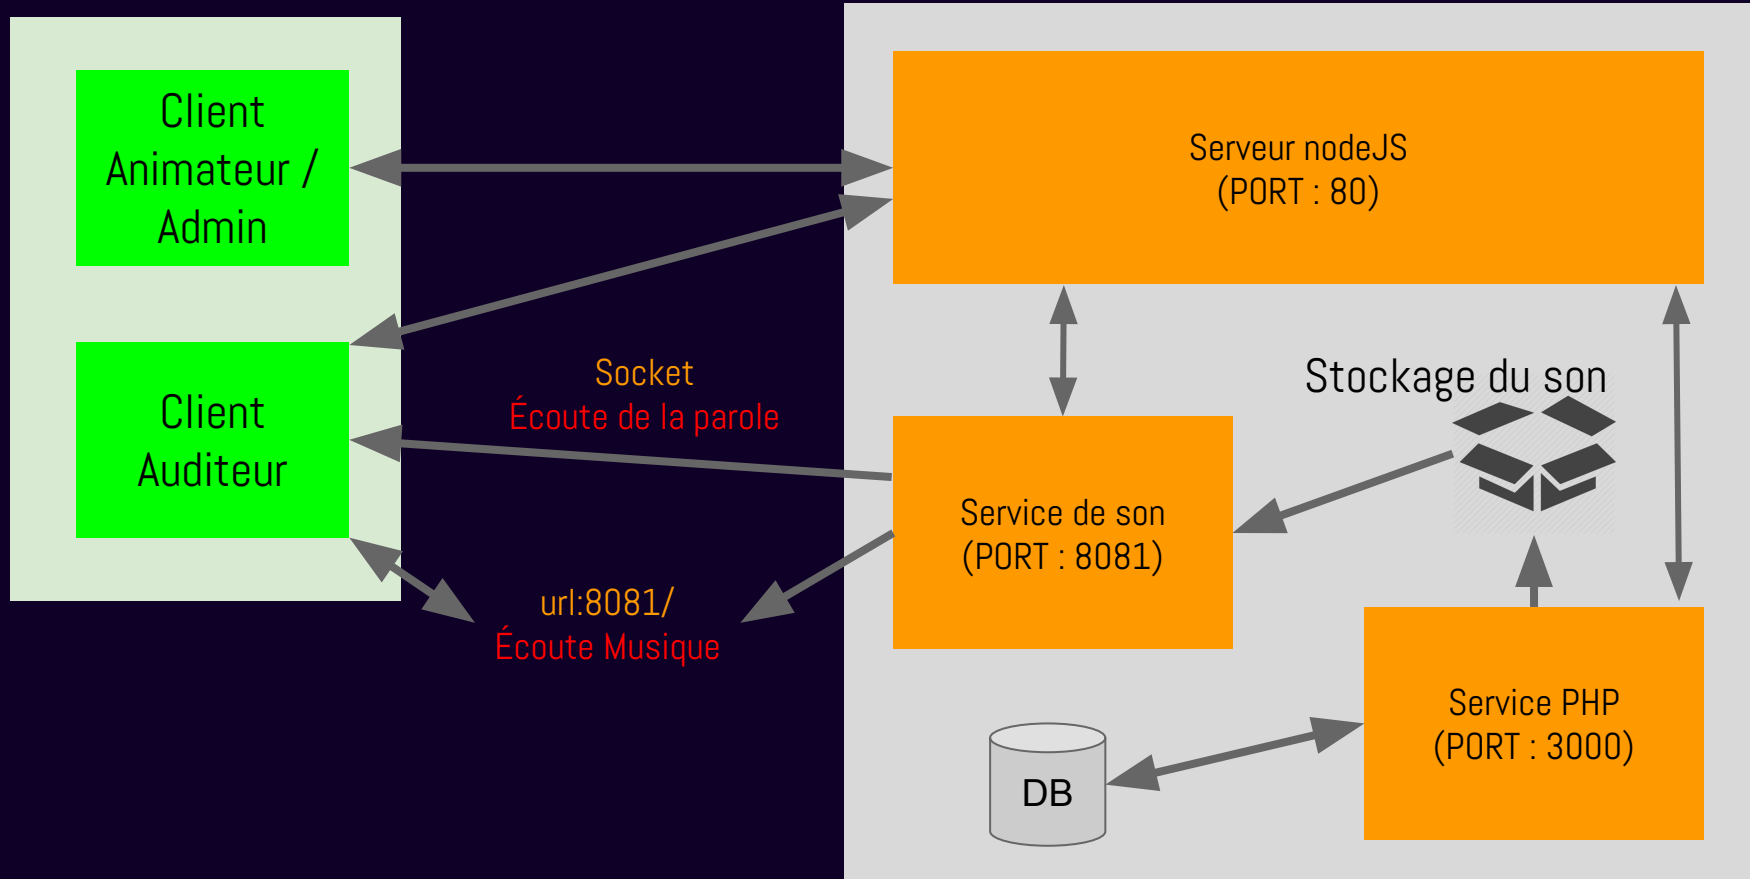 Client
Animateur /
Admin
Serveur nodeJS
(PORT : 80)
Socket
Écoute de la parole
Stockage du son
Client
Auditeur
Service de son
(PORT : 8081)
url:8081/
Écoute Musique
Service PHP
(PORT : 3000)
DB